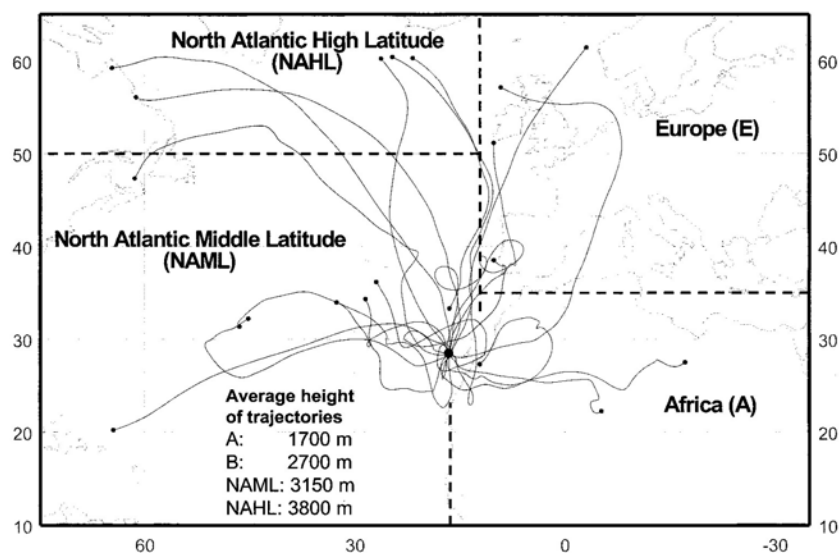 North Atlantic High Latitude
(NAHL)
Europe (E)
North Atlantic Middle Latitude
(NAML)
Africa (A)
Average height
of trajectories
A: 1700 m
B: 2700 m
NAML: 3150 m
NAHL: 3800 m
60
50
40
30
20
10
60
50
40
30
20
10
60
30
0
-30